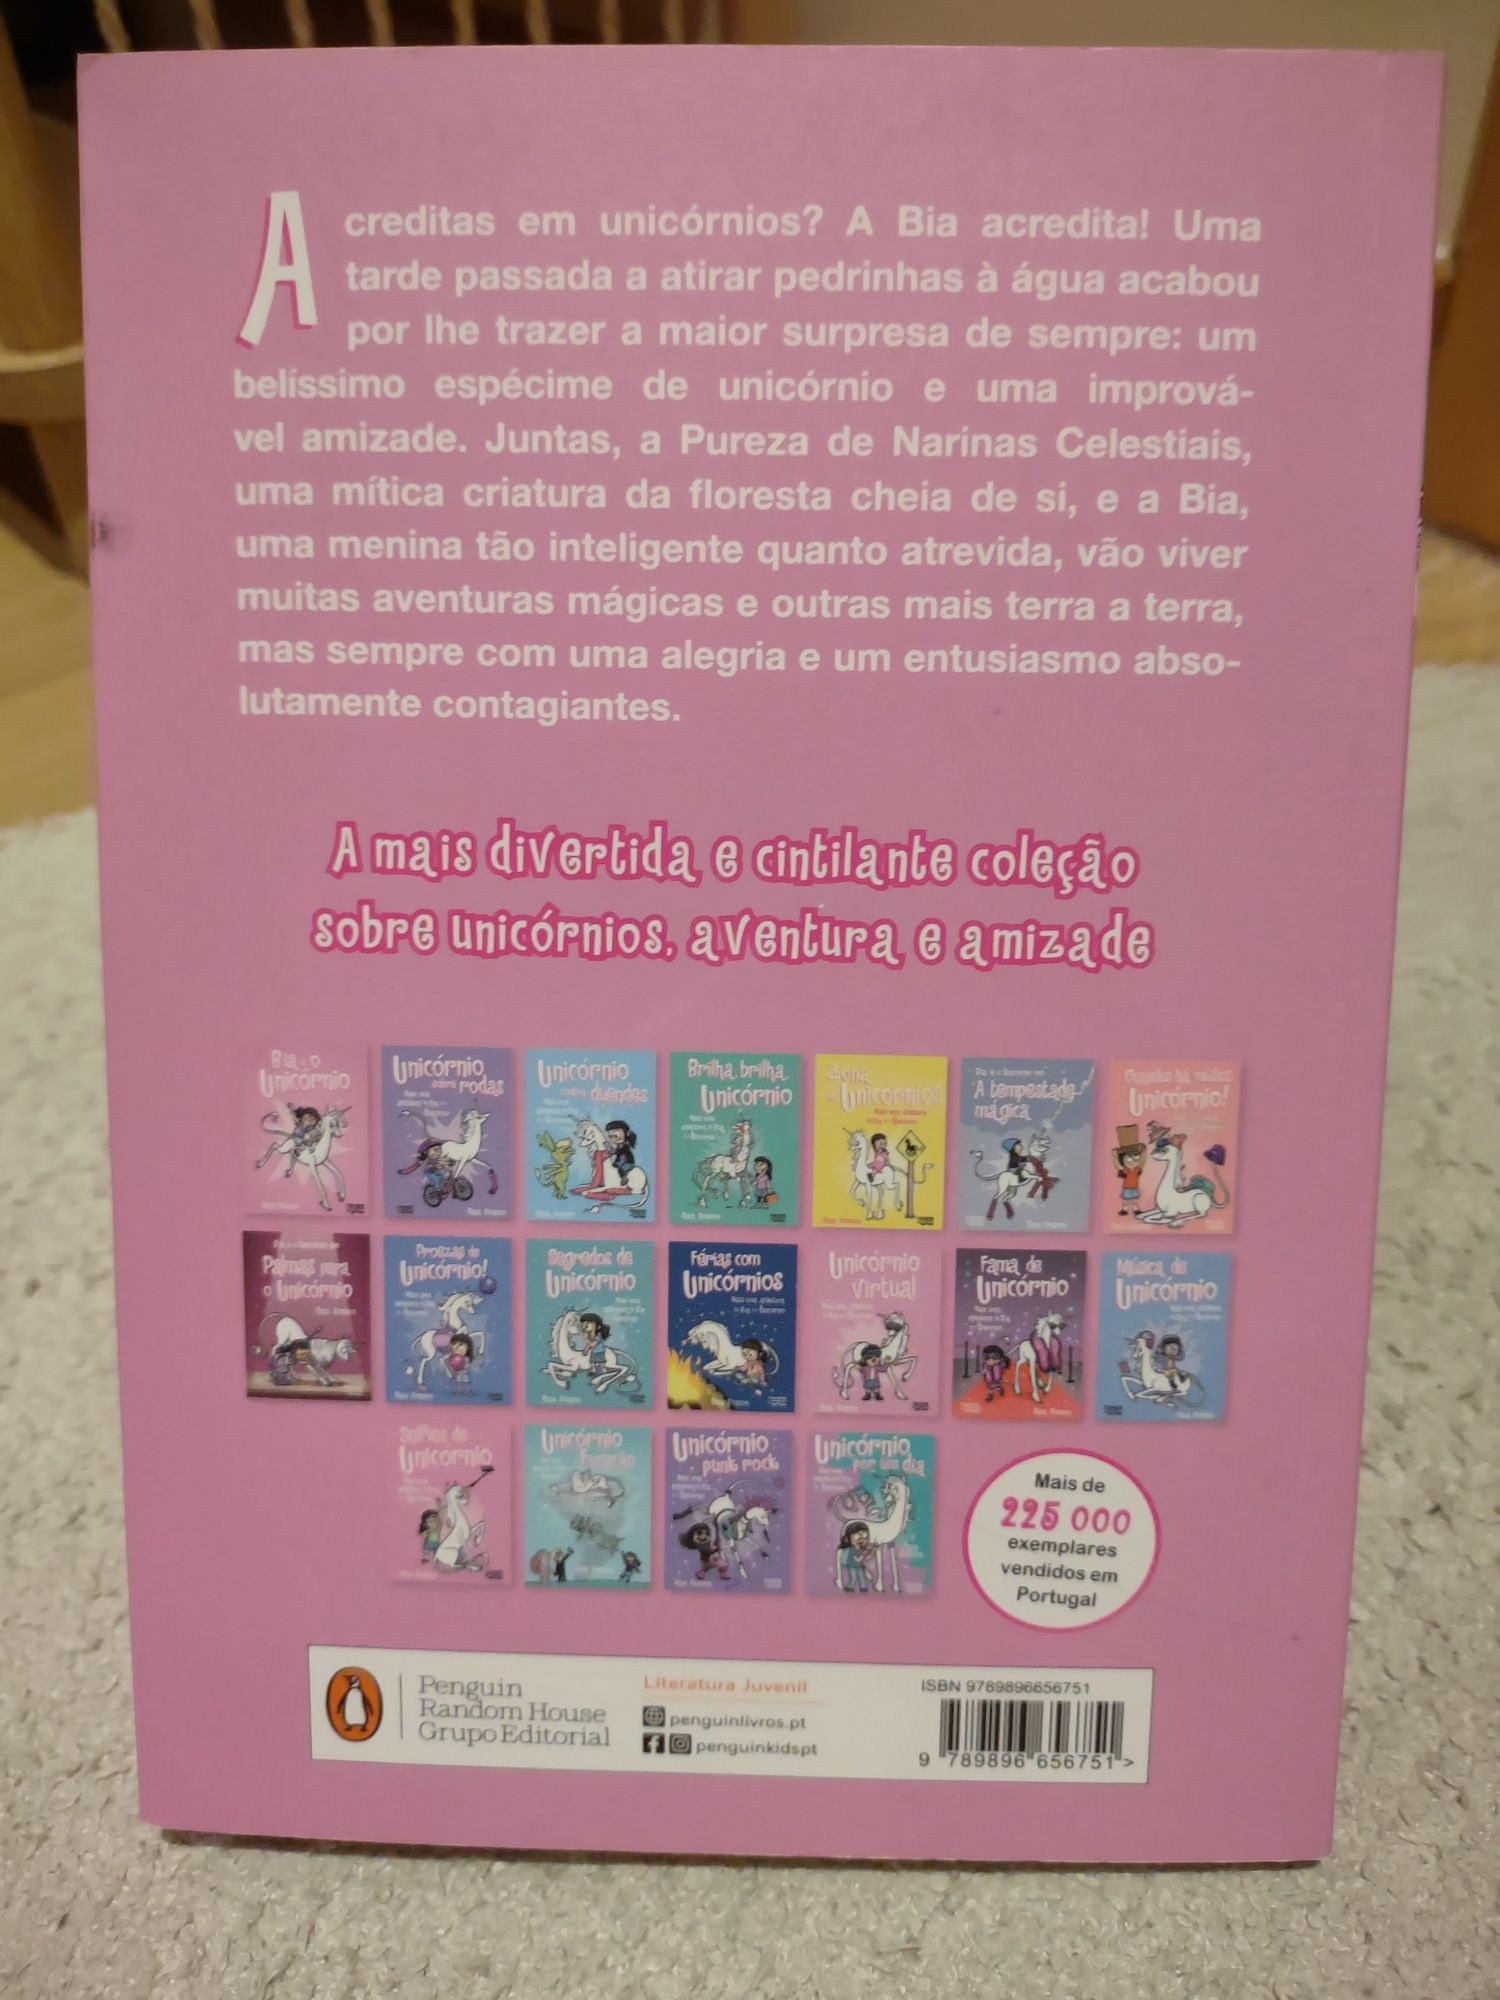 Acreditas em unicórnios? A Bia acredita! Uma
tarde passada a atirar pedrinhas à água acabou
por lhe trazer a maior surpresa de sempre: um
belíssimo espécime de unicórnio e uma imprová-
vel amizade. Juntas, a Pureza de Narinas Celestiais,
uma mítica criatura da floresta cheia de si, e a Bia,
uma menina tão inteligente quanto atrevida, vão viver
muitas aventuras mágicas e outras mais terra a terra,
mas sempre com uma alegria e um entusiasmo abso-
lutamente contagiantes.
A mais divertida e cintilante coleção
sobre unicórnios, aventura e amizade
Bia e o
Unicórnio
Unicórnio
sobre rodas
Unicórnio
duendes
Brilha, brilha,
Unicórnio
Zona
Unicórnios
A tempestade
mágica
Unicórnio!
Palmas para
o Unicórnio
Proezas de
Unicórnio!
Segredos de
Unicórnio
Férias com
Unicórnios
Unicórnio
Virtual
Fama de
Unicórnio
Música de
Unicórnio
Selfies de
Unicórnio
Unicórnio
Unicórnio
punk rock
Unicórnio
por um dia
Mais de
225 000
exemplares
vendidos em
Portugal
Penguin
Random House
Grupo Editorial
Literatura Juvenil
penguinlivros.pt
penguinkidspt
ISBN 9789896656751
9 789896 656751 >